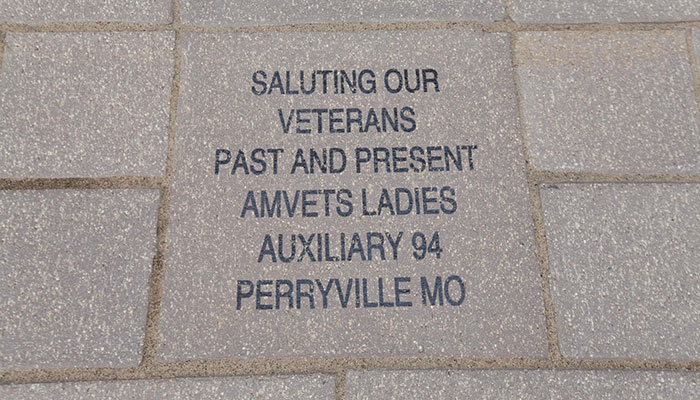 SALUTING OUR
VETERANS
PAST AND PRESENT
AMVETS LADIES
AUXILIARY 94
PERRYVILLE MO